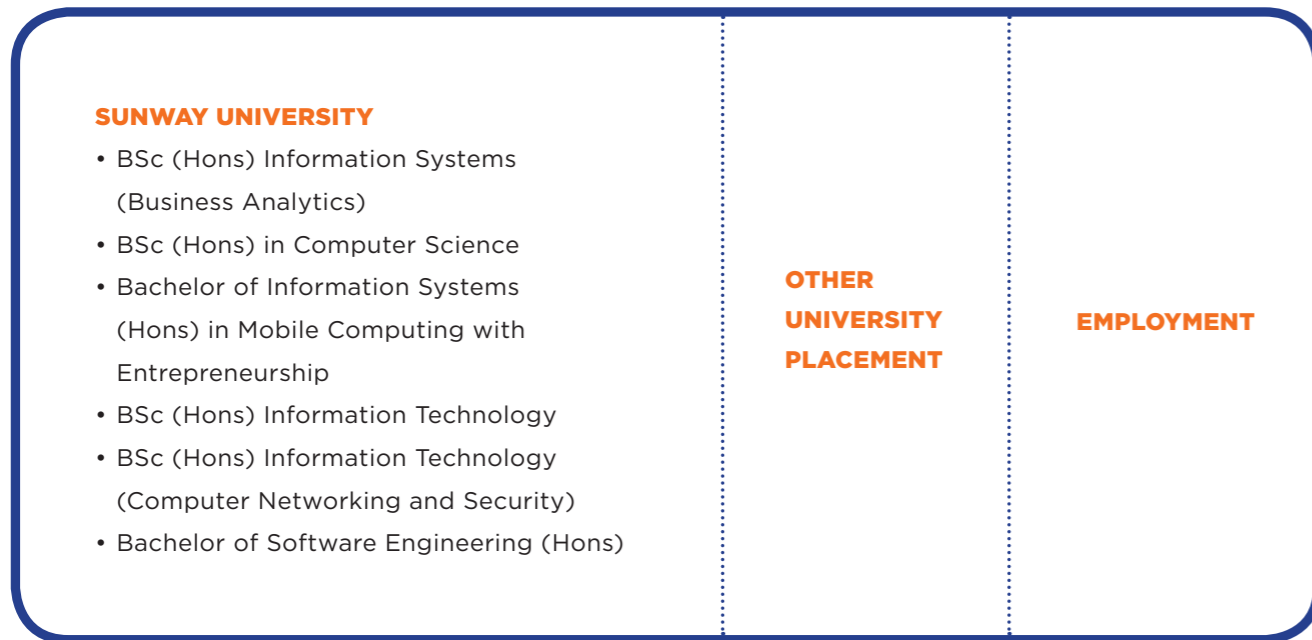 SUNWAY UNIVERSITY
• BSc (Hons) Information Systems
(Business Analytics)
• BSc (Hons) in Computer Science
• Bachelor of Information Systems
(Hons) in Mobile Computing with
Entrepreneurship
• BSc (Hons) Information Technology
• BSc (Hons) Information Technology
(Computer Networking and Security)
• Bachelor of Software Engineering (Hons)
OTHER
UNIVERSITY
PLACEMENT
EMPLOYMENT